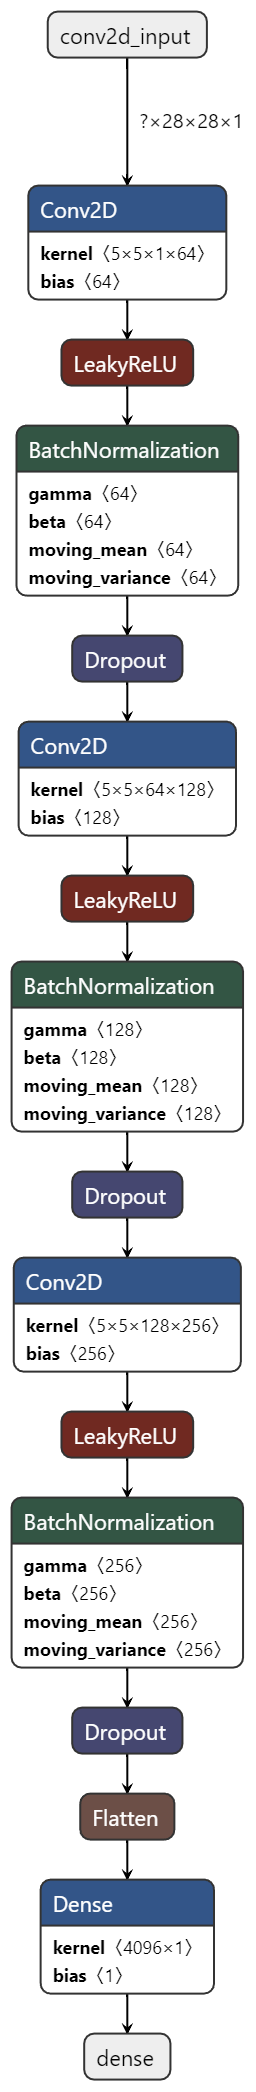 conv2d_input
?×28×28×1
Conv2D
kernel〈5×5×1×64〉
bias〈64〉
LeakyReLU
BatchNormalization
gamma〈64〉
beta〈64〉
moving_mean〈64〉
moving_variance〈64〉
Dropout
Conv2D
kernel〈5×5×64×128〉
bias〈128〉
LeakyReLU
BatchNormalization
gamma〈128〉
beta〈128〉
moving_mean〈128〉
moving_variance〈128〉
Dropout
Conv2D
kernel〈5×5×128×256〉
bias〈256〉
LeakyReLU
BatchNormalization
gamma〈256〉
beta〈256〉
moving_mean〈256〉
moving_variance〈256〉
Dropout
Flatten
Dense
kernel〈4096×1〉
bias〈1〉
dense